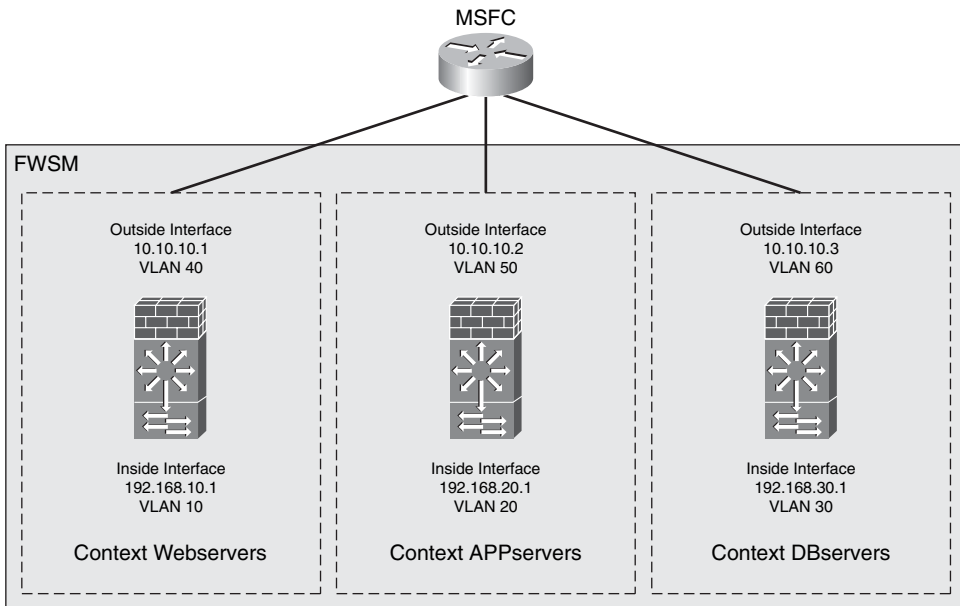 MSFC
FWSM
Outside Interface
10.10.10.1
VLAN 40
Outside Interface
10.10.10.2
VLAN 50
Outside Interface
10.10.10.3
VLAN 60
Inside Interface
192.168.10.1
VLAN 10
Inside Interface
192.168.20.1
VLAN 20
Inside Interface
192.168.30.1
VLAN 30
Context Webservers
Context APPservers
Context DBservers